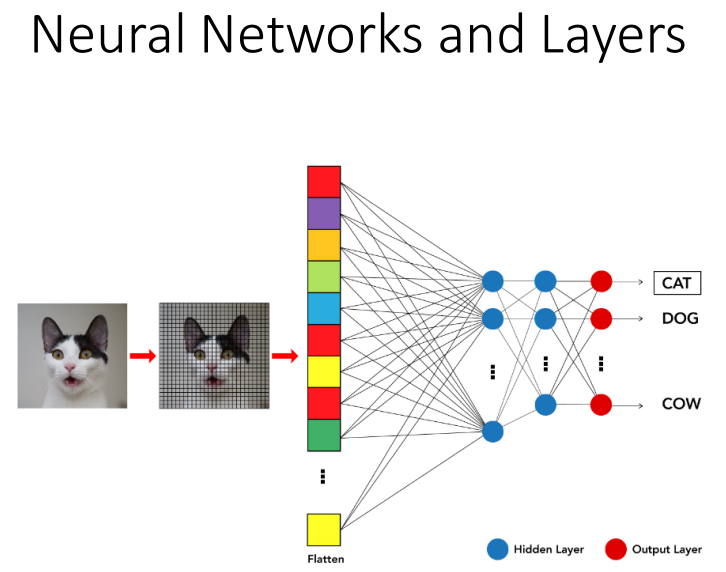 Neural Networks and Layers
CAT
DOG
COW
Flatten
Hidden Layer
Output Layer